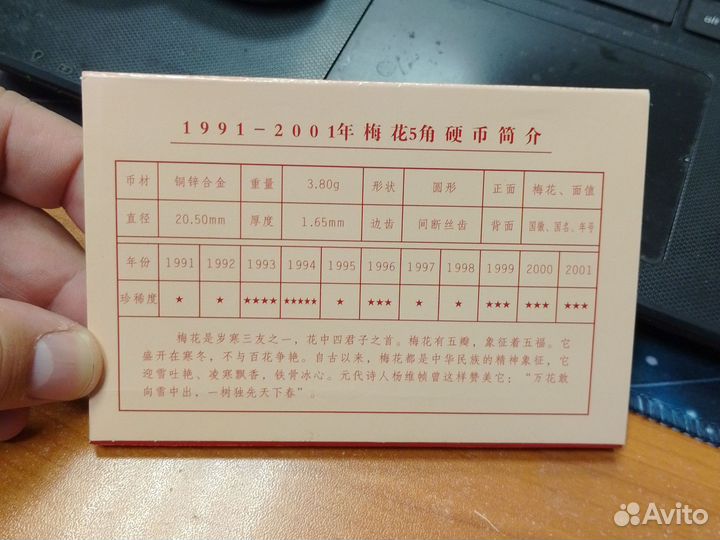 1991-2001年梅花5角硬币简介
币材 铜锌合金 重量 3.80g 形状 圆形 正面 梅花、面值
直径 20.50mm 厚度 1.65mm 边齿 间断丝齿 背面 国徽、国名、年号
年份 1991 1992 1993 1994 1995 1996 1997 1998 1999 2000 2001
珍稀度 ★ ★ ★★★★ ★★★★★ ★ ★★★ ★ ★ ★★★ ★★★ ★★★
梅花是岁寒三友之一，花中四君子之首。梅花有五瓣，象征着五福。它
盛开在寒冬，不与百花争艳。自古以来，梅花都是中华民族的精神象征，它
迎雪吐艳、凌寒飘香，铁骨冰心。元代诗人杨维帧曾这样赞美它：“万花敢
向雪中出，一树独先天下春”。
Avito